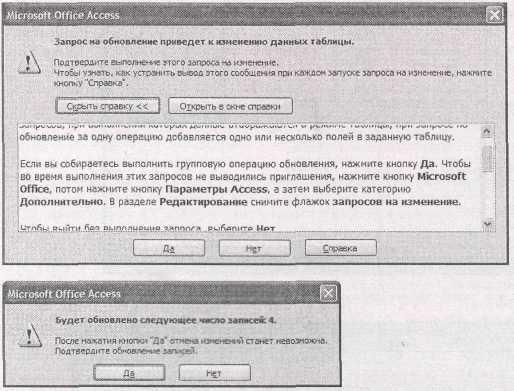 Microsoft Office Access
Запрос на обновление приведет к изменению данных таблицы.
Подтвердите выполнение этого запроса на изменение.
Чтобы узнать, как устранить вывод этого сообщения при каждом запуске запроса на изменение, нажмите
кнопку "Справка".
Скрыть справку << Открыть в окне справки
запросов, при выполнении которых данные отображаются в режиме таблицы, при запросе на
обновление за одну операцию добавляется одно или несколько полей в заданную таблицу.
Если вы собираетесь выполнить групповую операцию обновления, нажмите кнопку Да. Чтобы
во время выполнения этих запросов не выводились приглашения, нажмите кнопку Microsoft
Office, потом нажмите кнопку Параметры Access, а затем выберите категорию
Дополнительно. В разделе Редактирование снимите флажок запросов на изменение.
Чтобы выйти без выполнения запроса, выберите Нет
Да Нет Справка
Microsoft Office Access
Будет обновлено следующее число записей: 4.
После нажатия кнопки "Да" отмена изменений станет невозможна.
Подтвердите обновление записей.
Да Нет